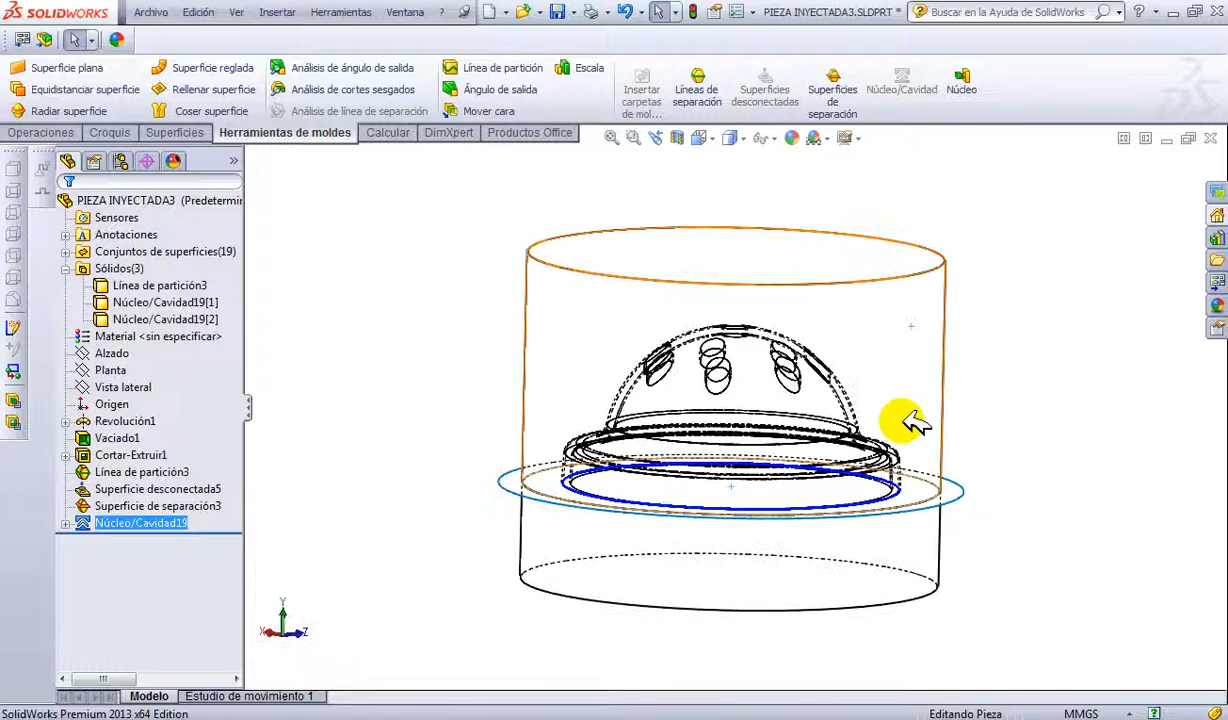 SOLIDWORKS Archivo Edición Ver Insertar Herramientas Ventana ? PIEZA INYECTADA3.SLDPRT * Buscar en la Ayuda de SolidWorks
Superficie plana Superficie reglada Análisis de ángulo de salida Línea de partición Escala
Equidistanciar superficie Rellenar superficie Análisis de cortes sesgados Ángulo de salida
Radiar superficie Coser superficie Análisis de línea de separación Mover cara
Insertar carpetas de mol...
Líneas de separación
Superficies desconectadas
Superficies de separación
Núcleo/Cavidad
Núcleo
Operaciones Croquis Superficies Herramientas de moldes Calcular DimXpert Productos Office
PIEZA INYECTADA3 (Predetermin
Sensores
Anotaciones
Conjuntos de superficies(19)
Sólidos(3)
Línea de partición3
Núcleo/Cavidad19[1]
Núcleo/Cavidad19[2]
Material <sin especificar>
Alzado
Planta
Vista lateral
Origen
Revolución1
Vaciado1
Cortar-Extruir1
Línea de partición3
Superficie desconectada5
Superficie de separación3
Núcleo/Cavidad19
Y
X Z
Modelo Estudio de movimiento 1
SolidWorks Premium 2013 x64 Edition Editando Pieza MMGS